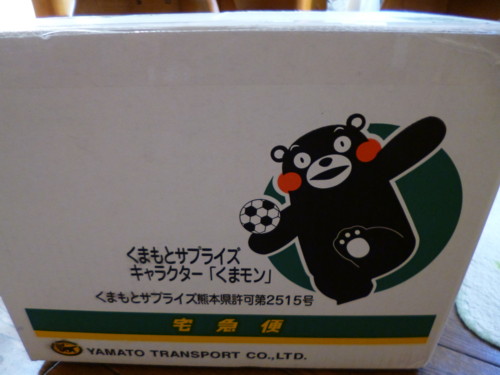 くまもとサプライズ
キャラクター「くまモン」
くまもとサプライズ熊本県許可第2515号
宅急便
YAMATO TRANSPORT CO.,LTD.